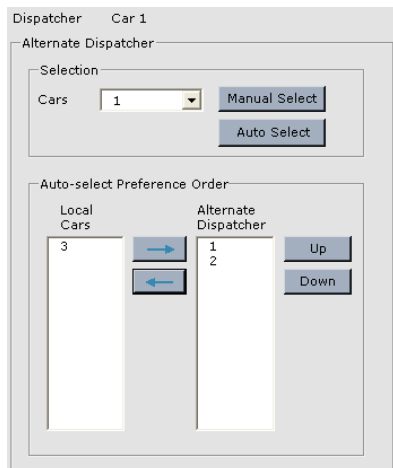 Dispatcher Car 1
Alternate Dispatcher
Selection
Cars 1 Manual Select
Auto Select
Auto-select Preference Order
Local Cars
Alternate Dispatcher
3
1
2
Up
Down